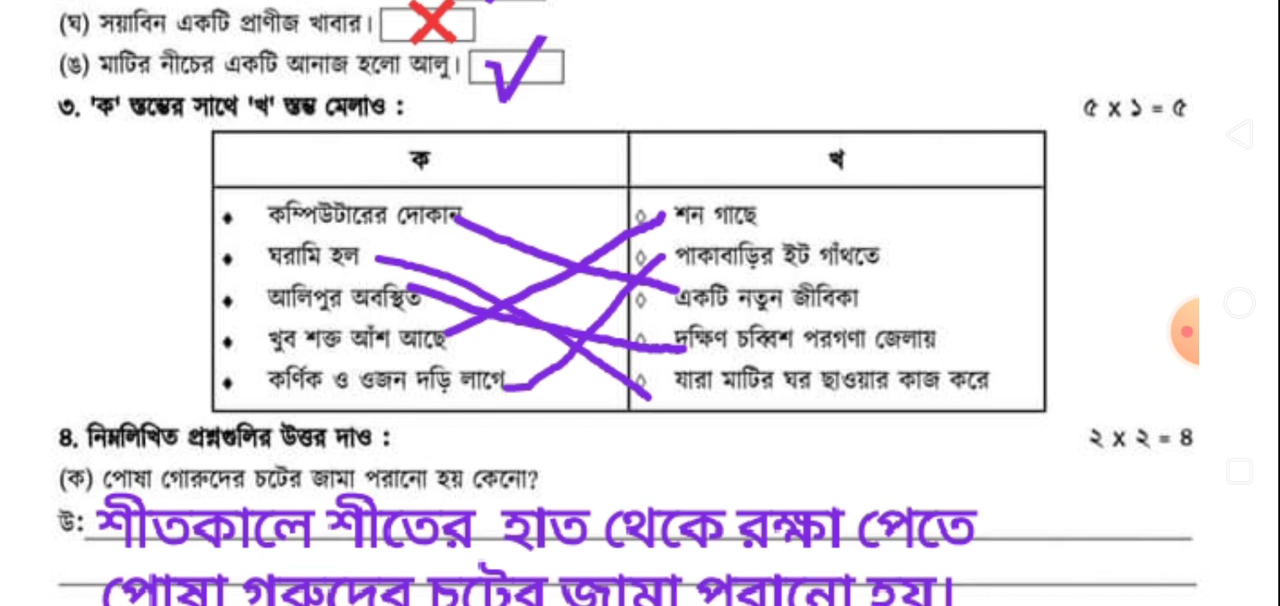 (ঘ) সয়াবিন একটি প্রাণীজ খাবার।
(ঙ) মাটির নীচের একটি আনাজ হলো আলু।
৩. 'ক' স্তম্ভের সাথে 'খ' স্তম্ভ মেলাও : ৫ x ১ = ৫
ক খ
কম্পিউটারের দোকান শন গাছে
ঘরামি হল পাকাবাড়ির ইট গাঁথতে
আলিপুর অবস্থিত একটি নতুন জীবিকা
খুব শক্ত আঁশ আছে দক্ষিণ চব্বিশ পরগণা জেলায়
কর্ণিক ও ওজন দড়ি লাগে যারা মাটির ঘর ছাওয়ার কাজ করে
৪. নিম্নলিখিত প্রশ্নগুলির উত্তর দাও : ২ x ২ = ৪
(ক) পোষা গোরুদের চটের জামা পরানো হয় কেনো?
উ: শীতকালে শীতের হাত থেকে রক্ষা পেতে
পোষা গরুদের চটের জামা পরানো হয়।